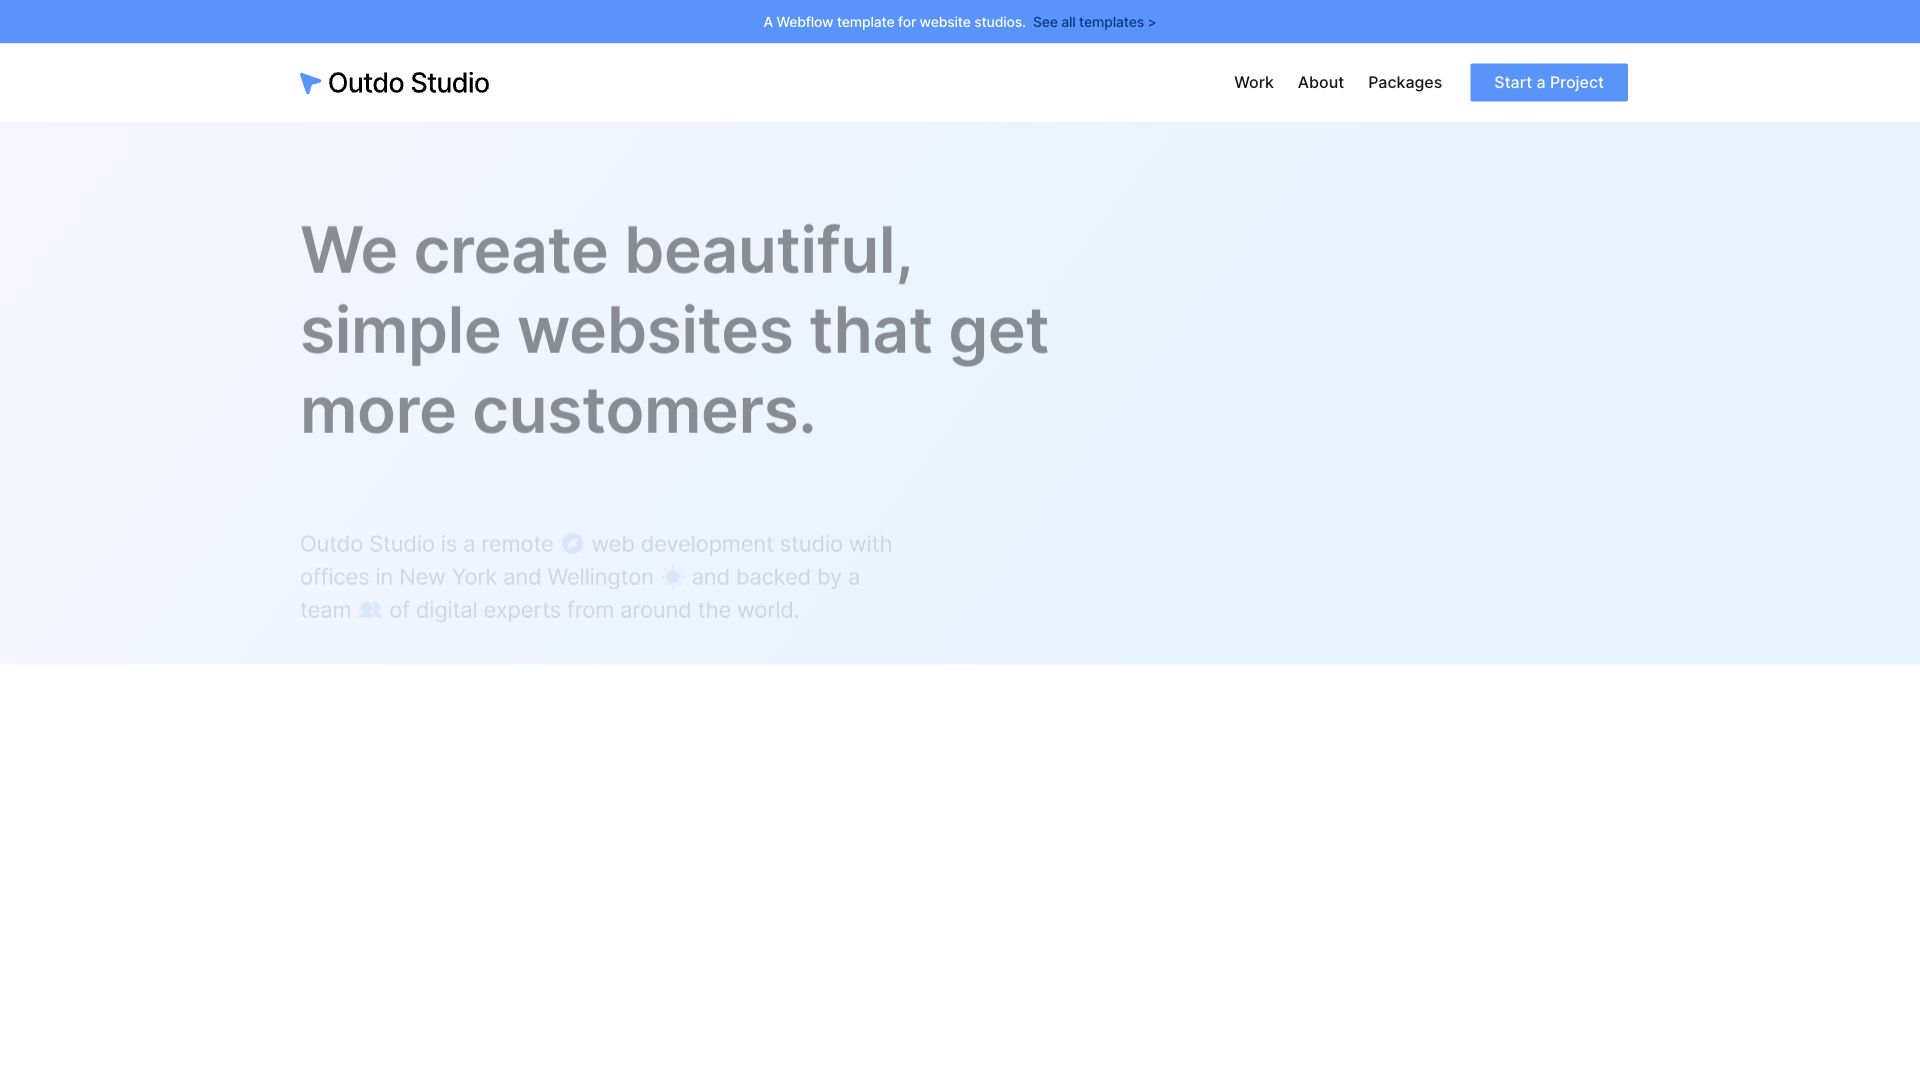 A Webflow template for website studios. See all templates >
Outdo Studio
Work About Packages Start a Project
We create beautiful,
simple websites that get
more customers.
Outdo Studio is a remote web development studio with
offices in New York and Wellington and backed by a
team of digital experts from around the world.